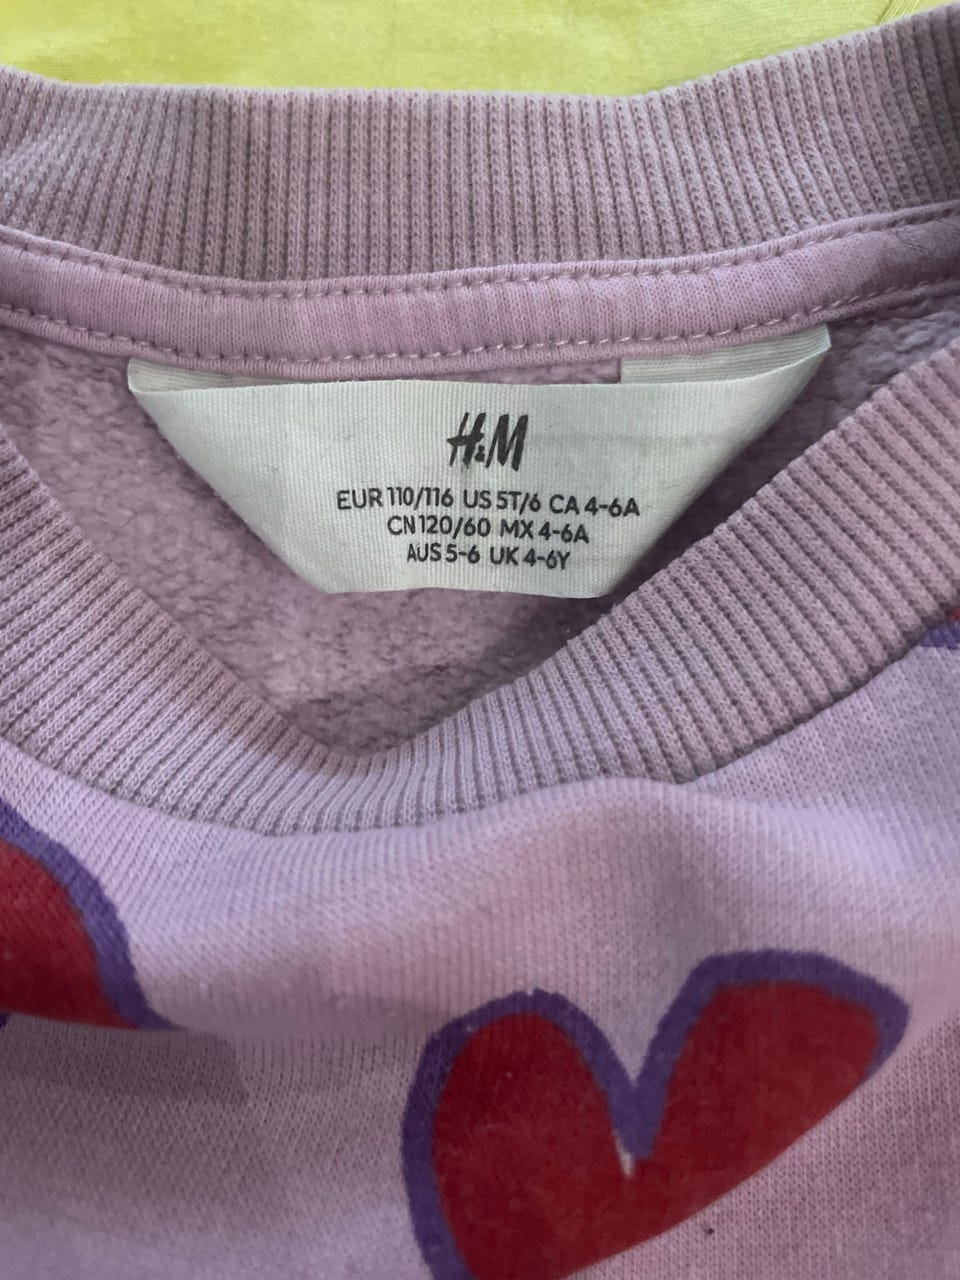 H&M
EUR 110/116 US 5T/6 CA 4-6A
CN 120/60 MX 4-6A
AUS 5-6 UK 4-6Y